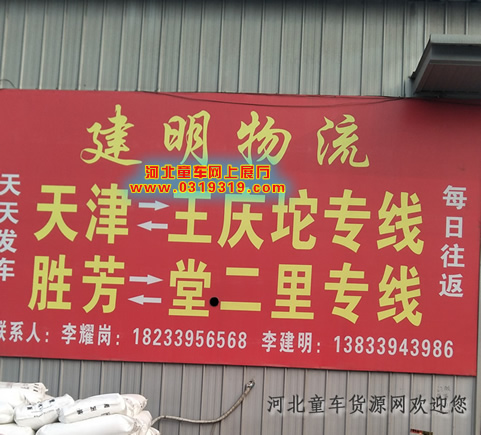 建明物流
河北童车网上展厅
www.0319319.com
天天发车
天津⇌王庆坨专线
胜芳⇌堂二里专线
每日往返
联系人：李耀岗：18233956568 李建明：13833943986
河北童车货源网欢迎您